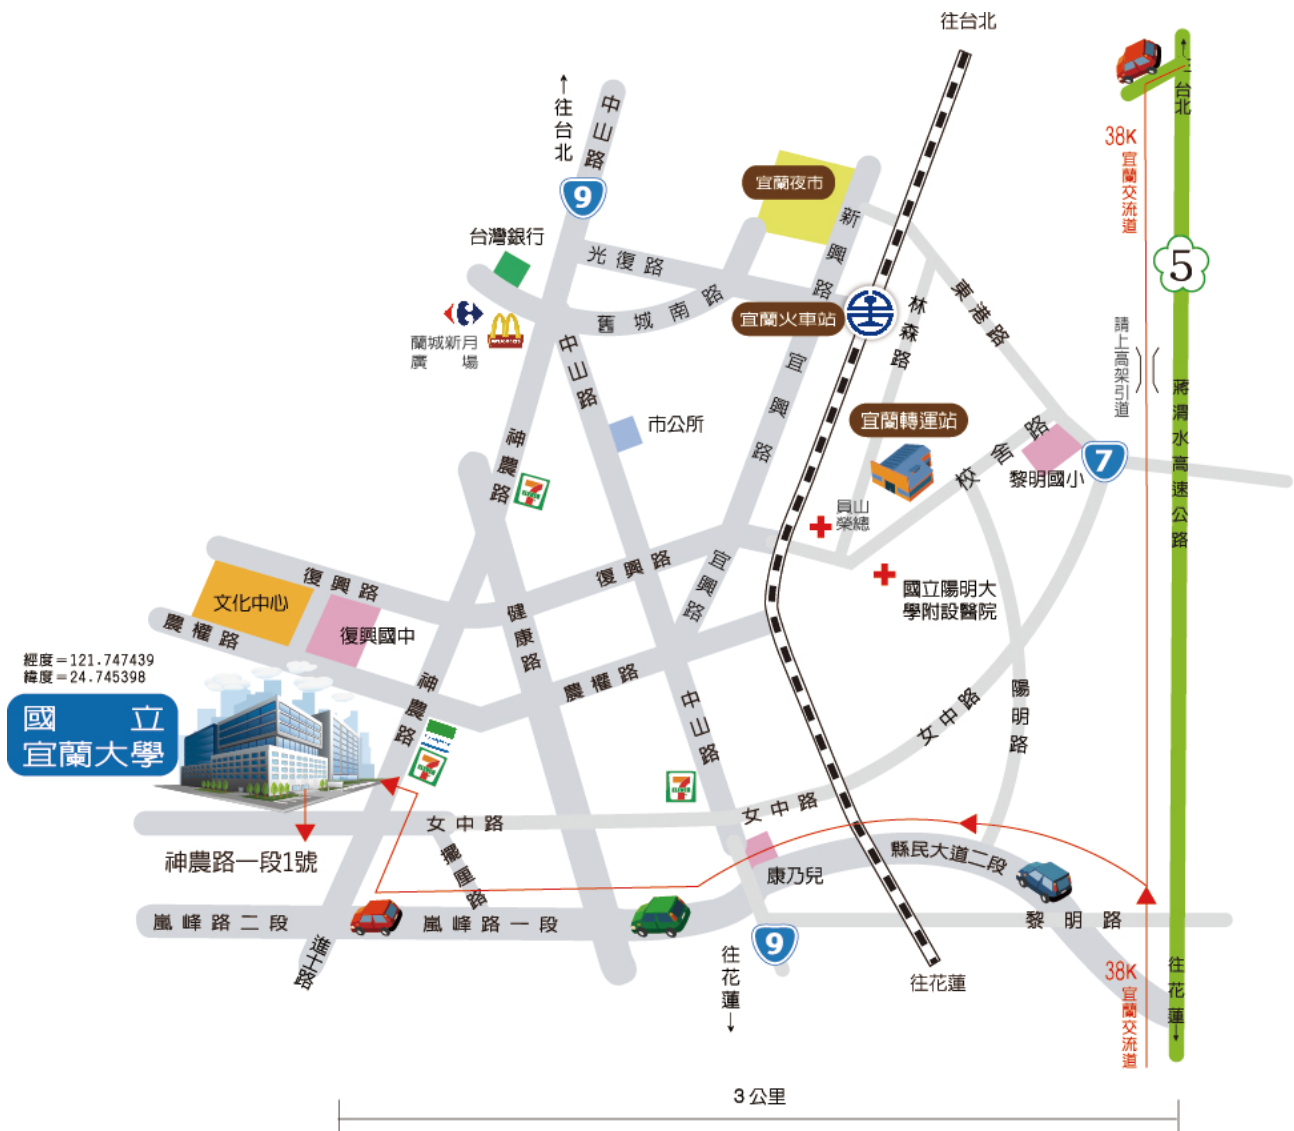 往台北
↑往台北
中山路
9
宜蘭夜市
新興路
台灣銀行
光復路
舊城南路
宜蘭火車站
林森路
東港路
38K
宜蘭交流道
↑往台北
5
請上高架引道
蔣渭水高速公路
蘭城新月
廣場
中山路
宜興路
市公所
宜蘭轉運站
校舍路
黎明國小
7
神農路
7
ELEVEN
員山
榮總
國立陽明大
學附設醫院
復興路
復興路
宜興路
文化中心
農權路
復興國中
健康路
農權路
經度=121.747439
緯度=24.745398
國立
宜蘭大學
神農路
7
ELEVEN
中山路
7
ELEVEN
女中路
陽明路
女中路
女中路
神農路一段1號
擺厘路
康乃兒
縣民大道二段
嵐峰路二段
嵐峰路一段
進士路
黎明路
9
往花蓮↓
往花蓮
38K
宜蘭交流道
往花蓮↓
3公里